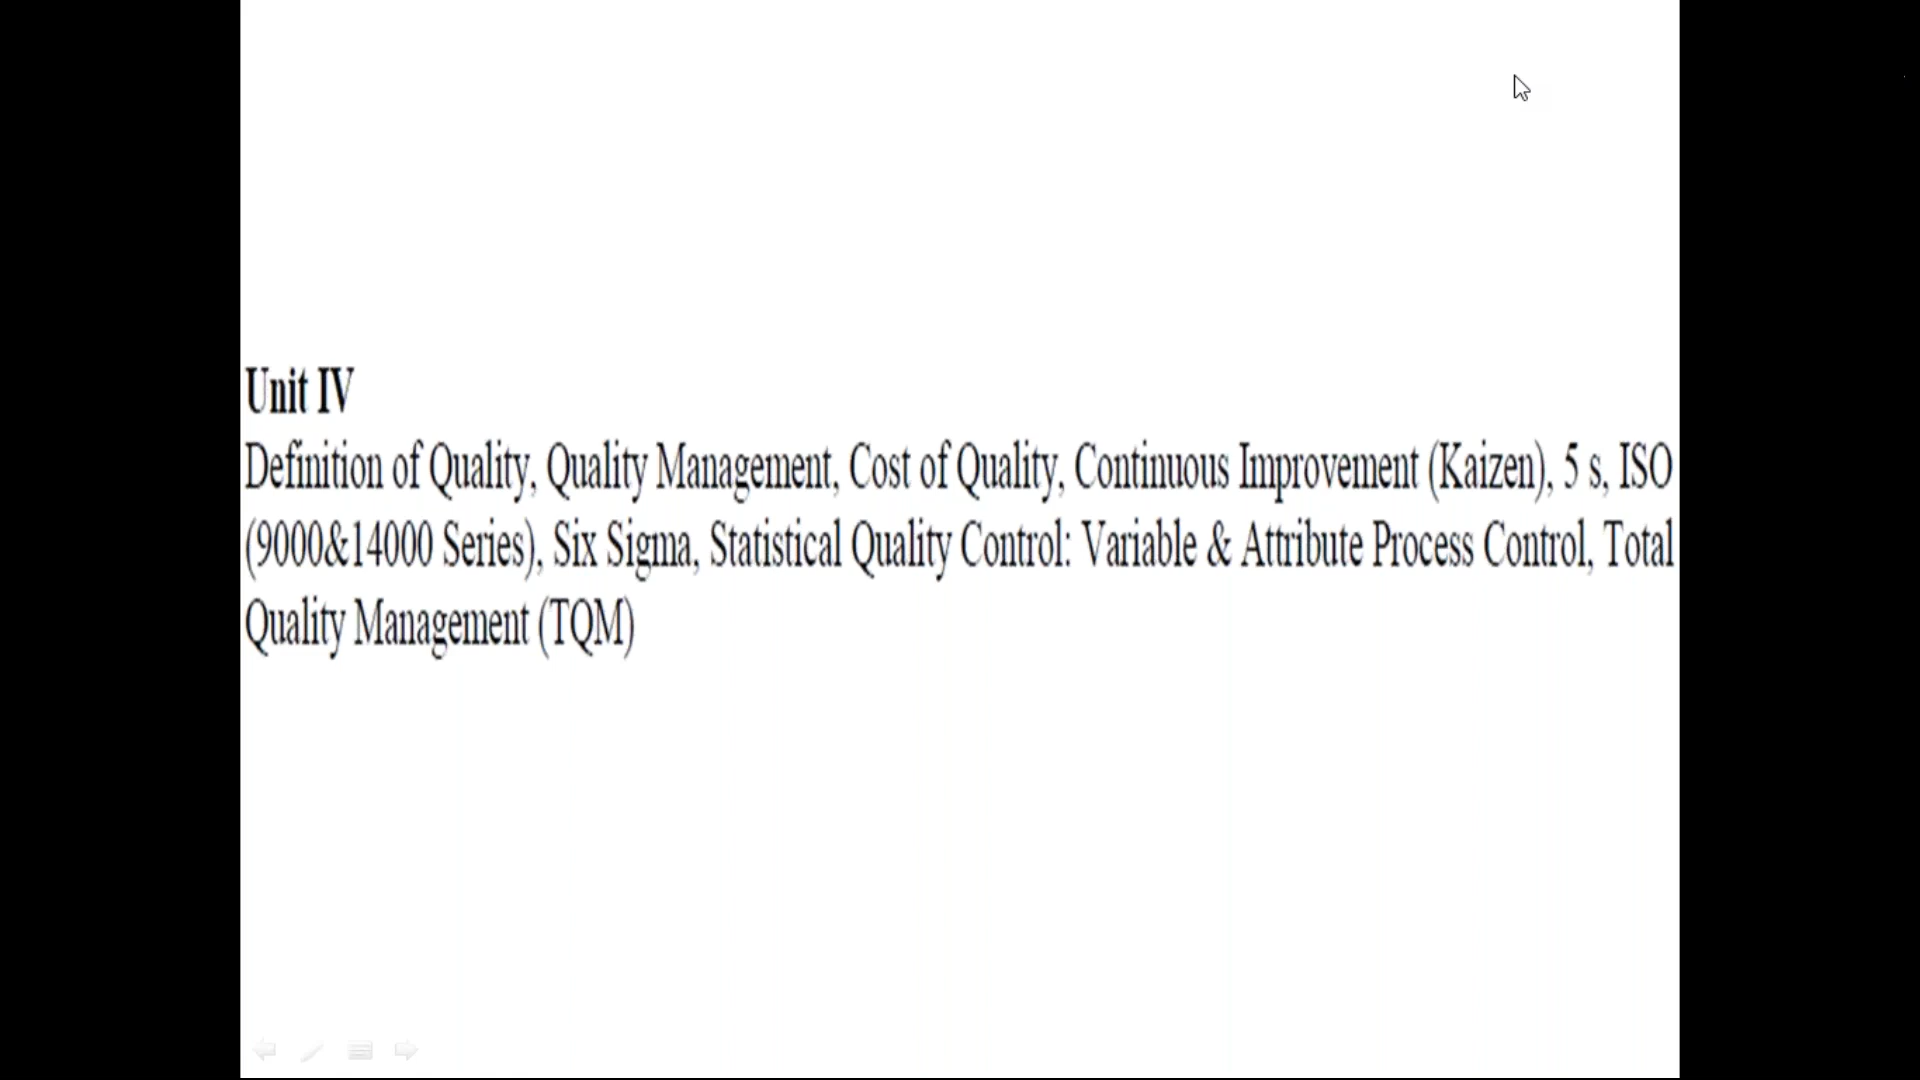 Unit IV
Definition of Quality, Quality Management, Cost of Quality, Continuous Improvement (Kaizen), 5 s, ISO
(9000&14000 Series), Six Sigma, Statistical Quality Control: Variable & Attribute Process Control, Total
Quality Management (TQM)